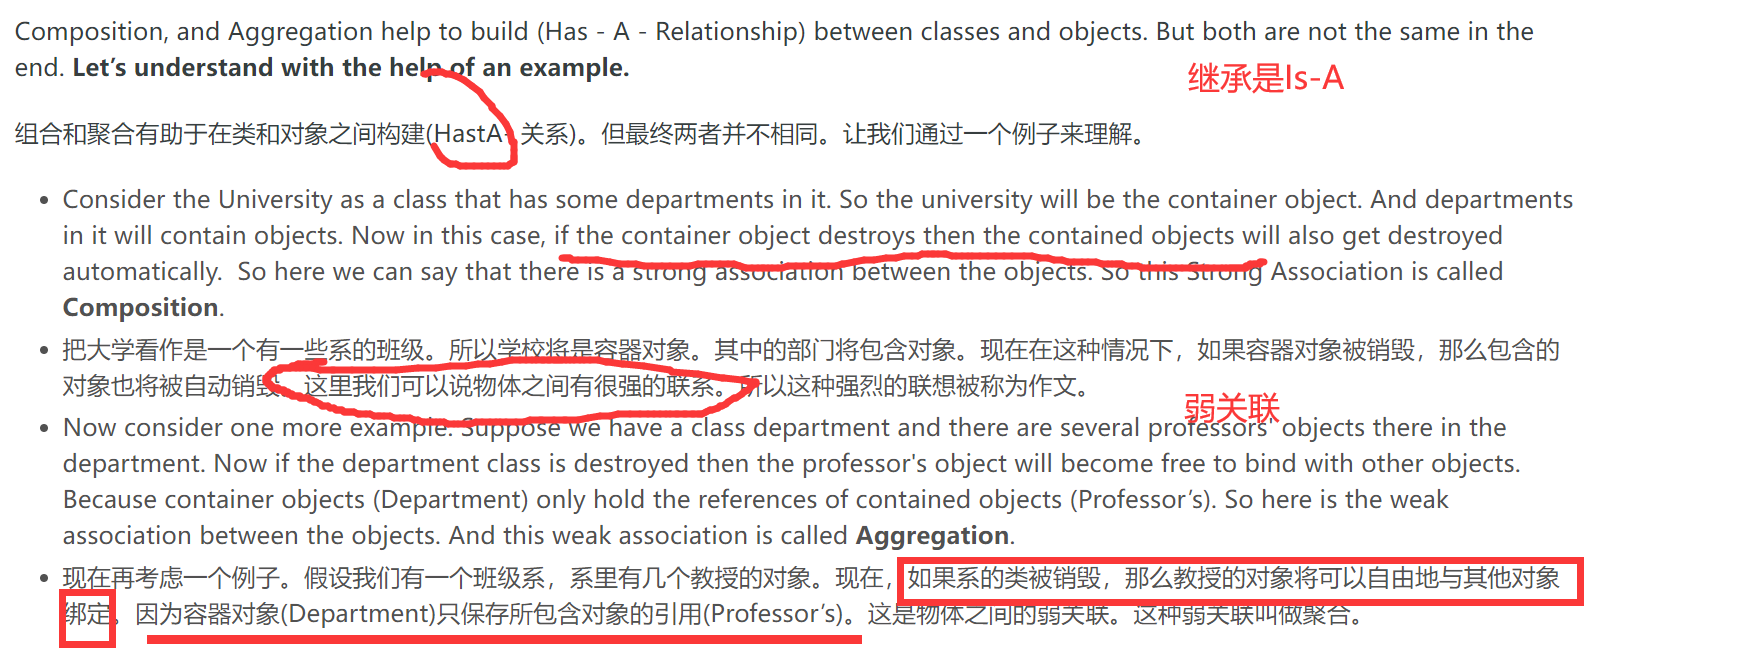 Composition, and Aggregation help to build (Has - A - Relationship) between classes and objects. But both are not the same in the
end. Let’s understand with the help of an example.
继承是Is-A
组合和聚合有助于在类和对象之间构建(HastA- 关系)。但最终两者并不相同。让我们通过一个例子来理解。
• Consider the University as a class that has some departments in it. So the university will be the container object. And departments
in it will contain objects. Now in this case, if the container object destroys then the contained objects will also get destroyed
automatically. So here we can say that there is a strong association between the objects. So this Strong Association is called
Composition.
• 把大学看作是一个有一些系的班级。所以学校将是容器对象。其中的部门将包含对象。现在在这种情况下，如果容器对象被销毁，那么包含的
对象也将被自动销毁。这里我们可以说物体之间有很强的联系。所以这种强烈的联想被称为作文。
弱关联
• Now consider one more example. Suppose we have a class department and there are several professors' objects there in the
department. Now if the department class is destroyed then the professor's object will become free to bind with other objects.
Because container objects (Department) only hold the references of contained objects (Professor’s). So here is the weak
association between the objects. And this weak association is called Aggregation.
• 现在再考虑一个例子。假设我们有一个班级系，系里有几个教授的对象。现在，如果系的类被销毁，那么教授的对象将可以自由地与其他对象
绑定。因为容器对象(Department)只保存所包含对象的引用(Professor’s)。这是物体之间的弱关联。这种弱关联叫做聚合。